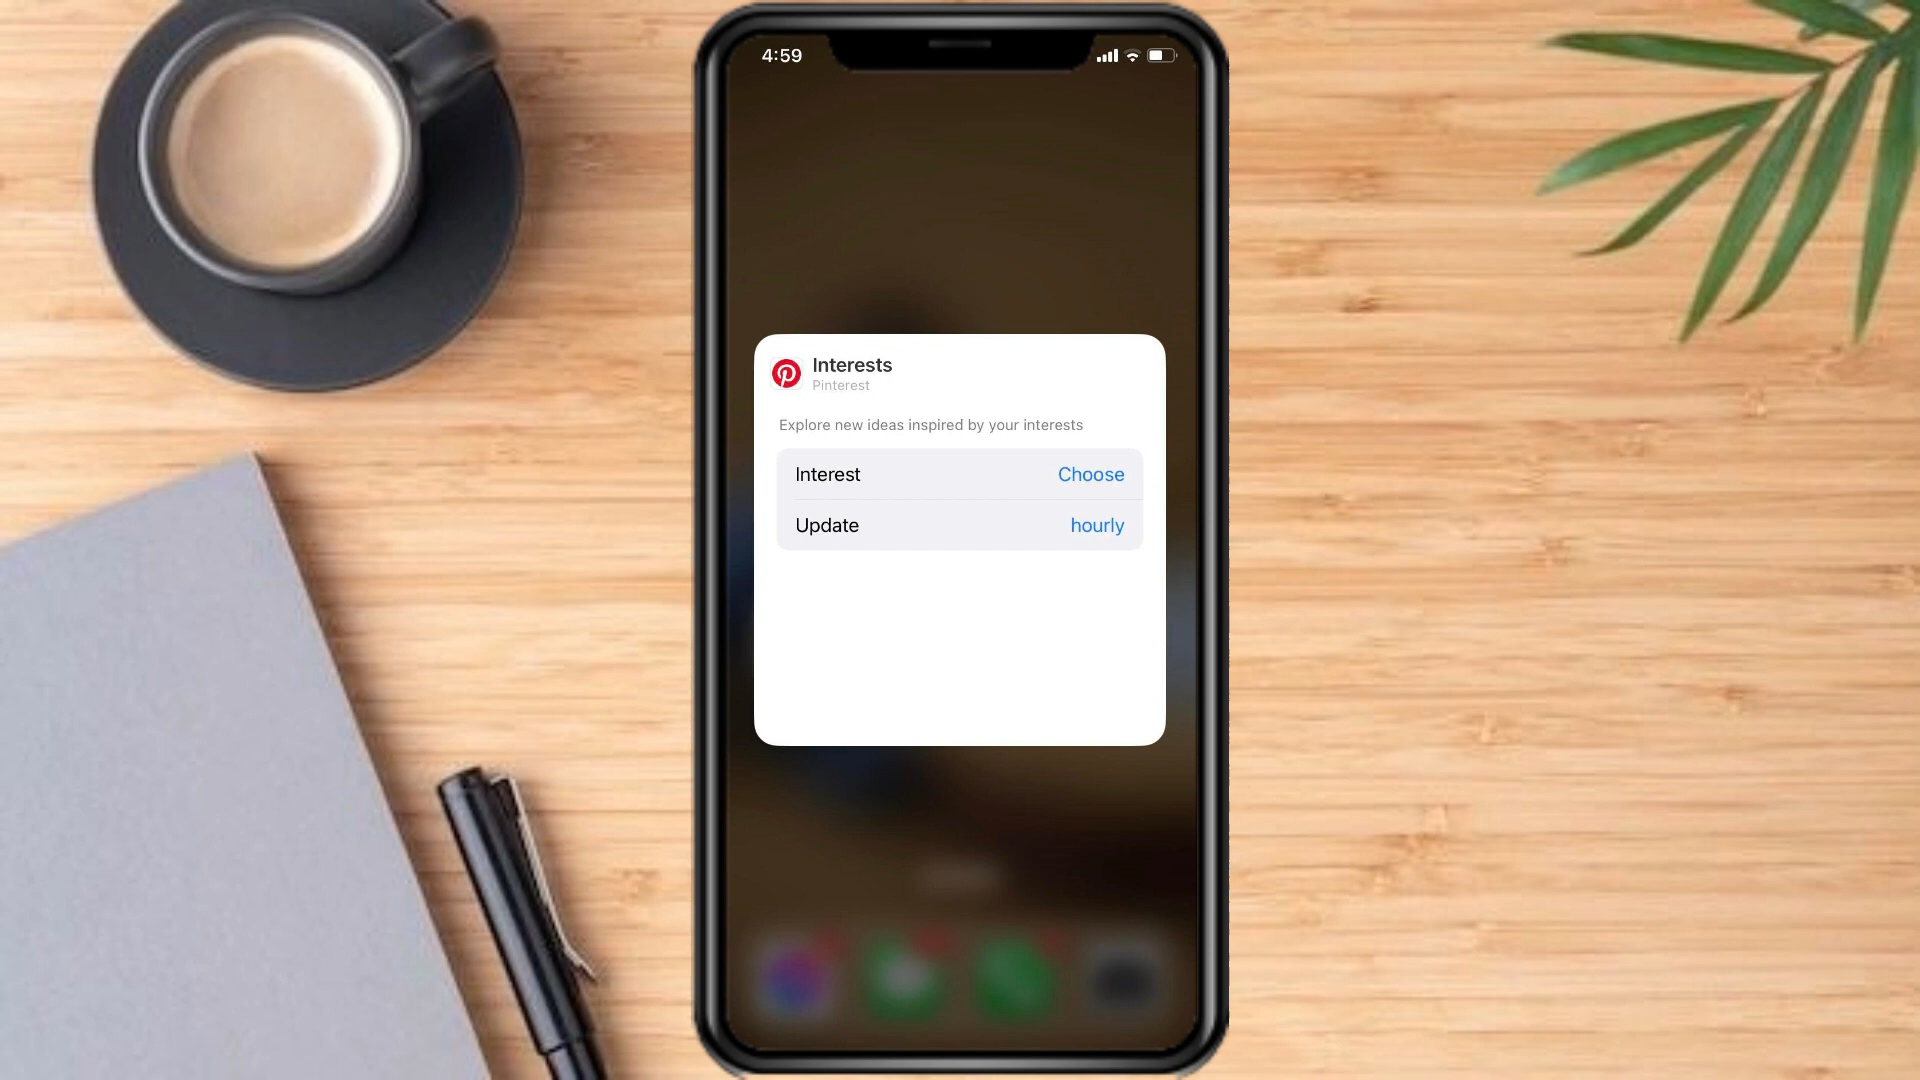 4:59
Interests
Pinterest
Explore new ideas inspired by your interests
Interest Choose
Update hourly